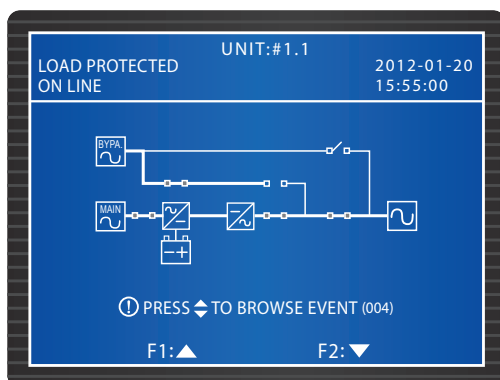 UNIT:#1.1
LOAD PROTECTED
ON LINE
2012-01-20
15:55:00
BYPA.
MAIN
PRESS TO BROWSE EVENT (004)
F1:
F2: